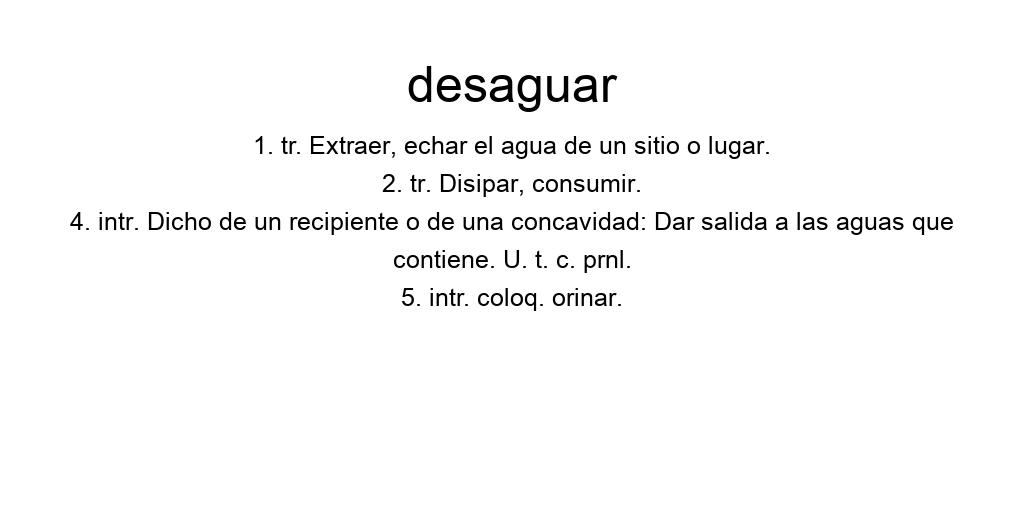 desaguar
1. tr. Extraer, echar el agua de un sitio o lugar.
2. tr. Disipar, consumir.
4. intr. Dicho de un recipiente o de una concavidad: Dar salida a las aguas que
contiene. U. t. c. prnl.
5. intr. coloq. orinar.